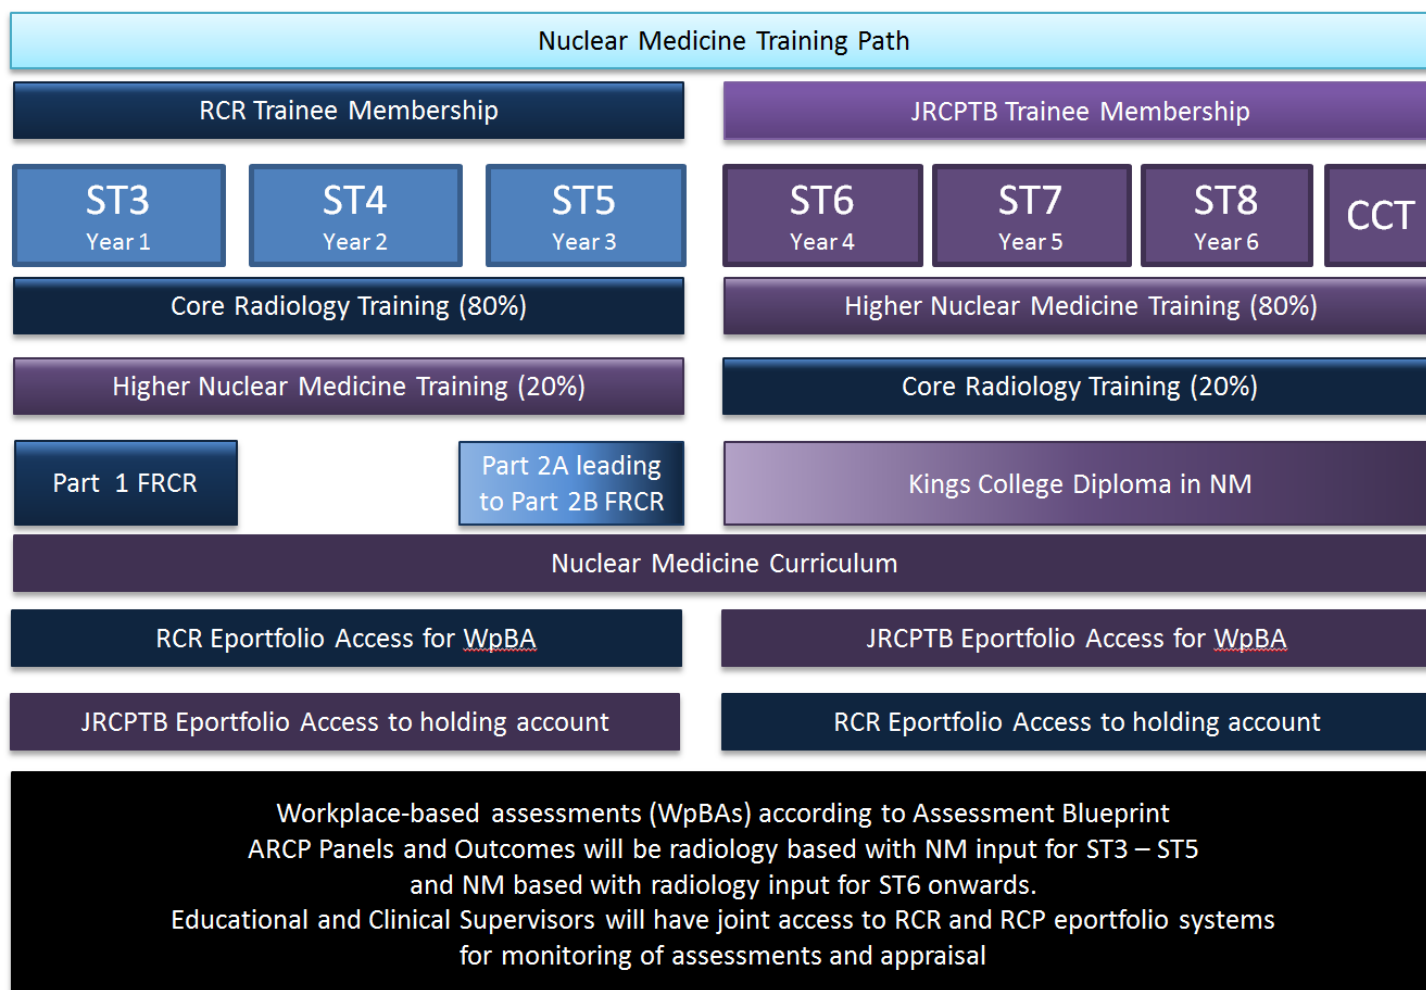 Nuclear Medicine Training Path
RCR Trainee Membership
JRCPTB Trainee Membership
ST3
Year 1
ST4
Year 2
ST5
Year 3
ST6
Year 4
ST7
Year 5
ST8
Year 6
CCT
Core Radiology Training (80%)
Higher Nuclear Medicine Training (80%)
Higher Nuclear Medicine Training (20%)
Core Radiology Training (20%)
Part 1 FRCR
Part 2A leading
to Part 2B FRCR
Kings College Diploma in NM
Nuclear Medicine Curriculum
RCR Eportfolio Access for WpBA
JRCPTB Eportfolio Access for WpBA
JRCPTB Eportfolio Access to holding account
RCR Eportfolio Access to holding account
Workplace-based assessments (WpBAs) according to Assessment Blueprint
ARCP Panels and Outcomes will be radiology based with NM input for ST3 – ST5
and NM based with radiology input for ST6 onwards.
Educational and Clinical Supervisors will have joint access to RCR and RCP eportfolio systems
for monitoring of assessments and appraisal